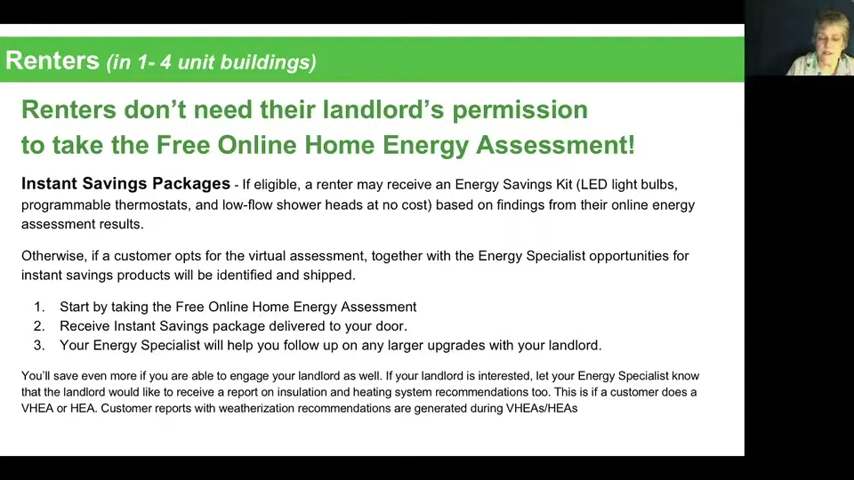 Renters (in 1- 4 unit buildings)
Renters don't need their landlord's permission
to take the Free Online Home Energy Assessment!
Instant Savings Packages - If eligible, a renter may receive an Energy Savings Kit (LED light bulbs,
programmable thermostats, and low-flow shower heads at no cost) based on findings from their online energy
assessment results.
Otherwise, if a customer opts for the virtual assessment, together with the Energy Specialist opportunities for
instant savings products will be identified and shipped.
1. Start by taking the Free Online Home Energy Assessment
2. Receive Instant Savings package delivered to your door.
3. Your Energy Specialist will help you follow up on any larger upgrades with your landlord.
You'll save even more if you are able to engage your landlord as well. If your landlord is interested, let your Energy Specialist know
that the landlord would like to receive a report on insulation and heating system recommendations too. This is if a customer does a
VHEA or HEA. Customer reports with weatherization recommendations are generated during VHEAs/HEAs